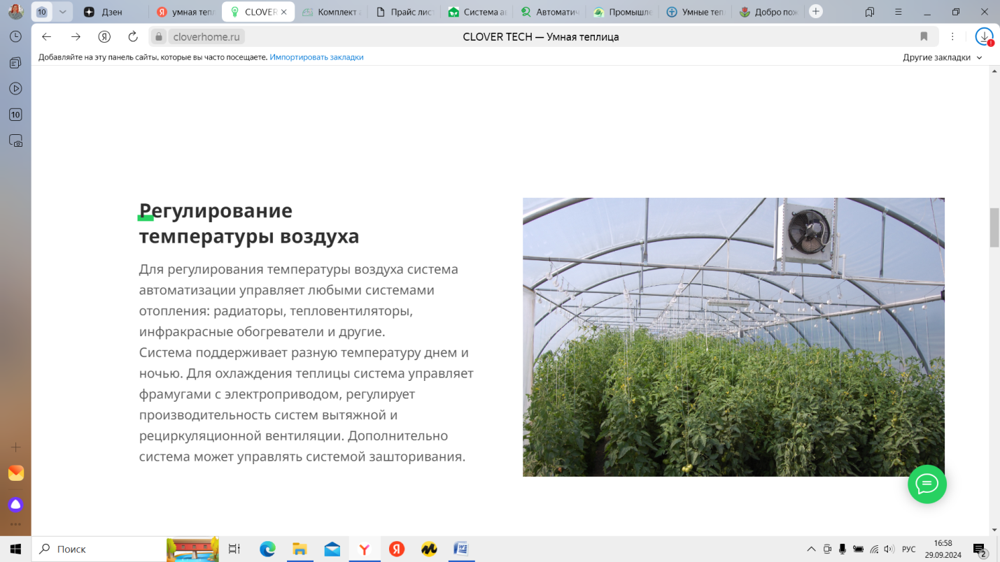 10
Дзен
умная тепл
CLOVER
Комплект а
Прайс лист
Система ав
Автоматич
Промышле
Умные теп
Добро пож
cloverhome.ru
CLOVER TECH — Умная теплица
Добавляйте на эту панель сайты, которые вы часто посещаете. Импортировать закладки
Другие закладки
10
Регулирование
температуры воздуха
Для регулирования температуры воздуха система
автоматизации управляет любыми системами
отопления: радиаторы, тепловентиляторы,
инфракрасные обогреватели и другие.
Система поддерживает разную температуру днем и
ночью. Для охлаждения теплицы система управляет
фрамугами с электроприводом, регулирует
производительность систем вытяжной и
рециркуляционной вентиляции. Дополнительно
система может управлять системой зашторивания.
Поиск
РУС
16:58
29.09.2024
2